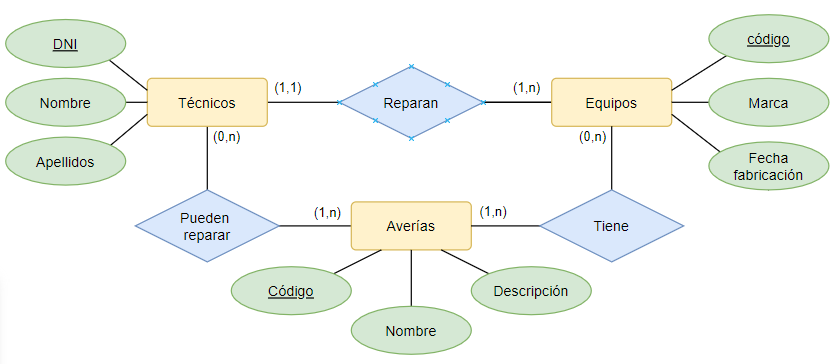 DNI
código
Técnicos
(1,1)
Reparan
(1,n)
Equipos
Nombre
Marca
(0,n)
(0,n)
Apellidos
Fecha
fabricación
Pueden
reparar
(1,n)
Averías
(1,n)
Tiene
Código
Descripción
Nombre